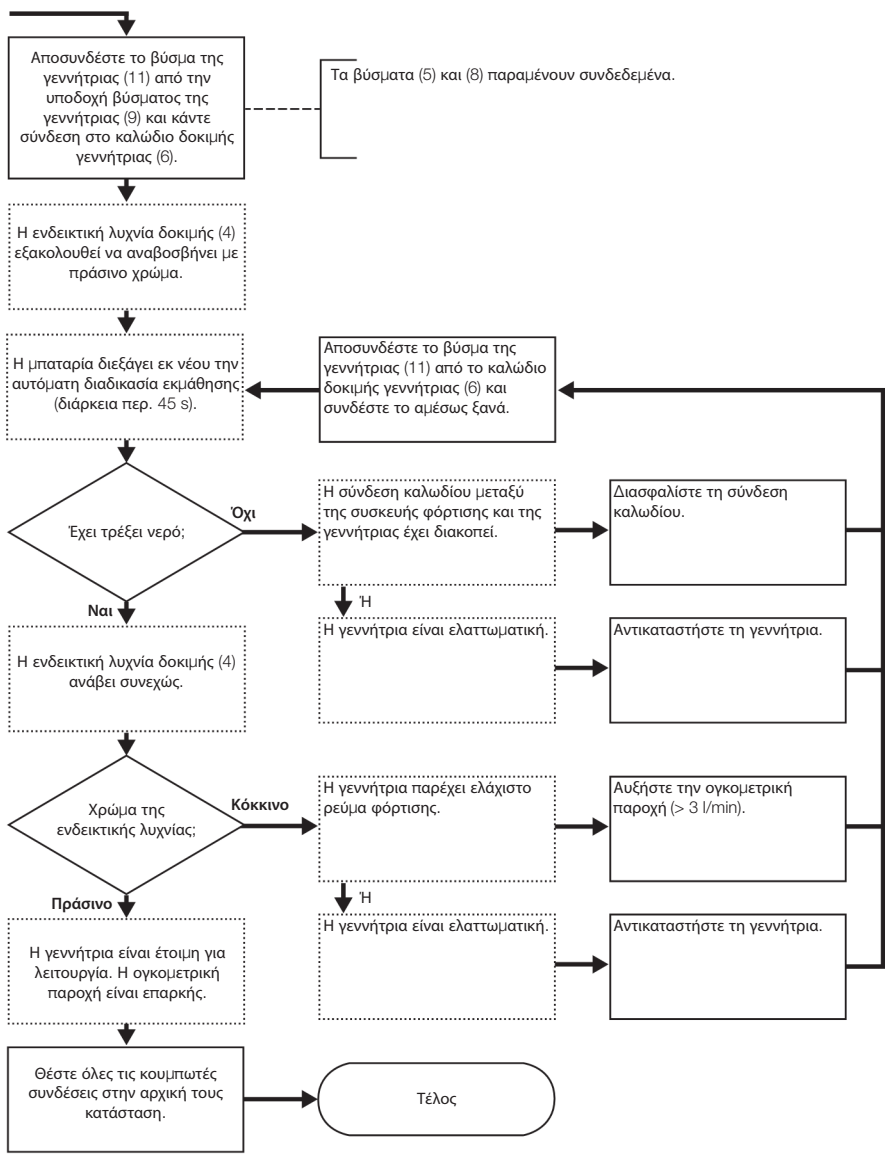 Αποσυνδέστε το βύσμα της
γεννήτριας (11) από την
υποδοχή βύσματος της
γεννήτριας (9) και κάντε
σύνδεση στο καλώδιο δοκιμής
γεννήτριας (6).
Τα βύσματα (5) και (8) παραμένουν συνδεδεμένα.
Η ενδεικτική λυχνία δοκιμής (4)
εξακολουθεί να αναβοσβήνει με
πράσινο χρώμα.
Η μπαταρία διεξάγει εκ νέου την
αυτόματη διαδικασία εκμάθησης
(διάρκεια περ. 45 s).
Αποσυνδέστε το βύσμα της
γεννήτριας (11) από το καλώδιο
δοκιμής γεννήτριας (6) και
συνδέστε το αμέσως ξανά.
Έχει τρέξει νερό;
Όχι
Η σύνδεση καλωδίου μεταξύ
της συσκευής φόρτισης και της
γεννήτριας έχει διακοπεί.
Διασφαλίστε τη σύνδεση
καλωδίου.
Ή
Ναι
Η γεννήτρια είναι ελαττωματική.
Αντικαταστήστε τη γεννήτρια.
Η ενδεικτική λυχνία δοκιμής (4)
ανάβει συνεχώς.
Χρώμα της
ενδεικτικής λυχνίας;
Κόκκινο
Η γεννήτρια παρέχει ελάχιστο
ρεύμα φόρτισης.
Αυξήστε την ογκομετρική
παροχή (> 3 l/min).
Ή
Πράσινο
Η γεννήτρια είναι ελαττωματική.
Αντικαταστήστε τη γεννήτρια.
Η γεννήτρια είναι έτοιμη για
λειτουργία. Η ογκομετρική
παροχή είναι επαρκής.
Θέστε όλες τις κουμπωτές
συνδέσεις στην αρχική τους
κατάσταση.
Τέλος